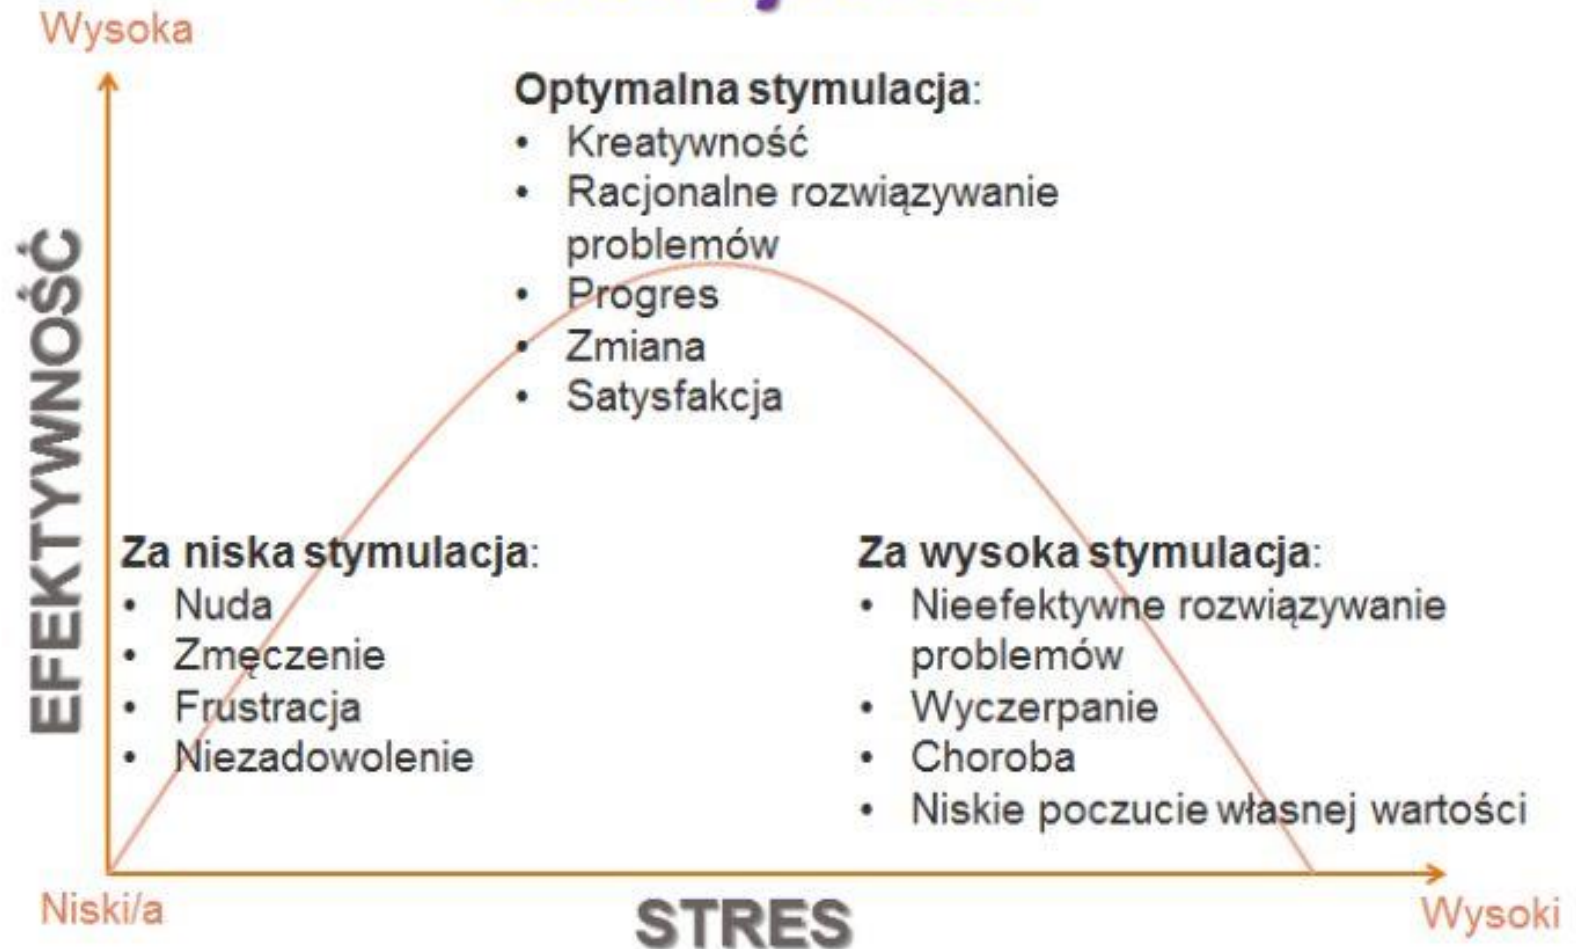 Wysoka
Optymalna stymulacja:
• Kreatywność
• Racjonalne rozwiązywanie
problemów
• Progres
• Zmiana
• Satysfakcja
EFEKTYWNOŚĆ
Za niska stymulacja:
• Nuda
• Zmęczenie
• Frustracja
• Niezadowolenie
Za wysoka stymulacja:
• Nieefektywne rozwiązywanie
problemów
• Wyczerpanie
• Choroba
• Niskie poczucie własnej wartości
Niski/a
STRES
Wysoki